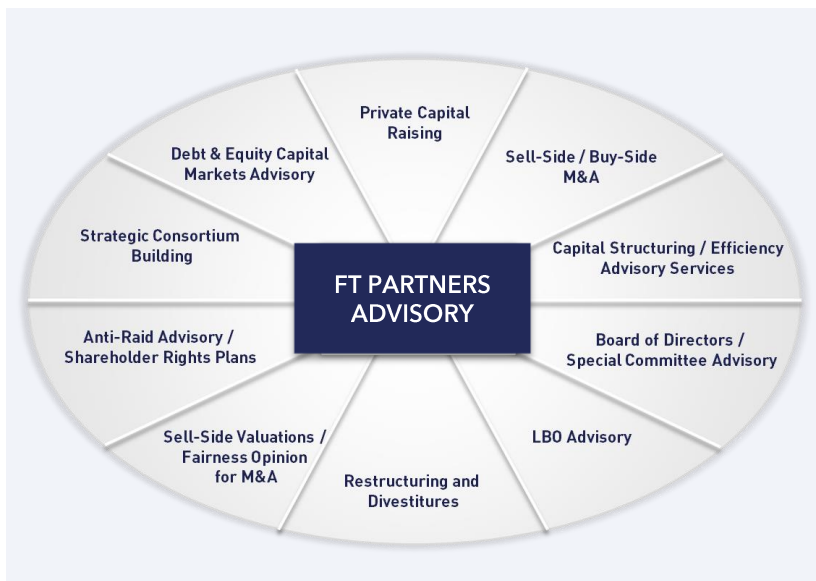 Private Capital
Raising
Sell-Side / Buy-Side
M&A
Capital Structuring / Efficiency
Advisory Services
Board of Directors /
Special Committee Advisory
LBO Advisory
Restructuring and
Divestitures
Sell-Side Valuations /
Fairness Opinion
for M&A
Anti-Raid Advisory /
Shareholder Rights Plans
Strategic Consortium
Building
Debt & Equity Capital
Markets Advisory
FT PARTNERS
ADVISORY